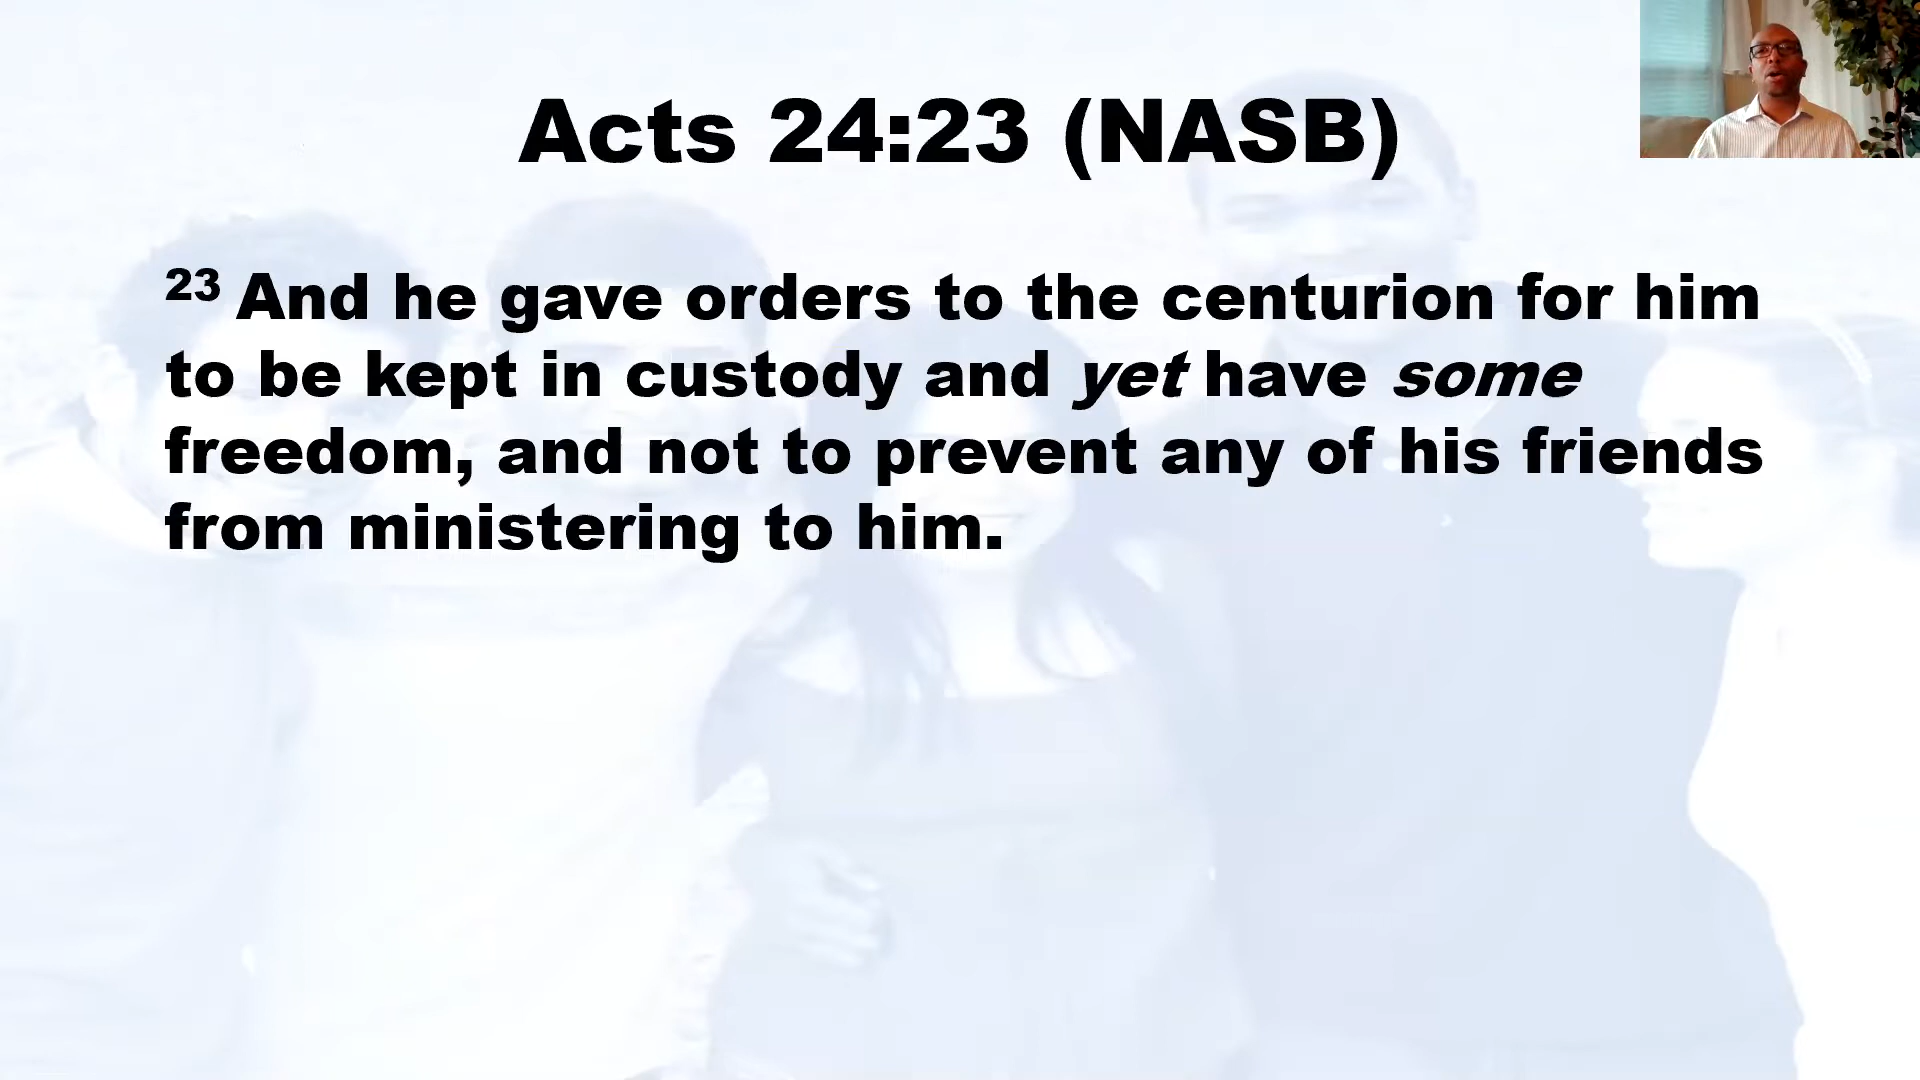 Acts 24:23 (NASB)
23 And he gave orders to the centurion for him
to be kept in custody and yet have some
freedom, and not to prevent any of his friends
from ministering to him.